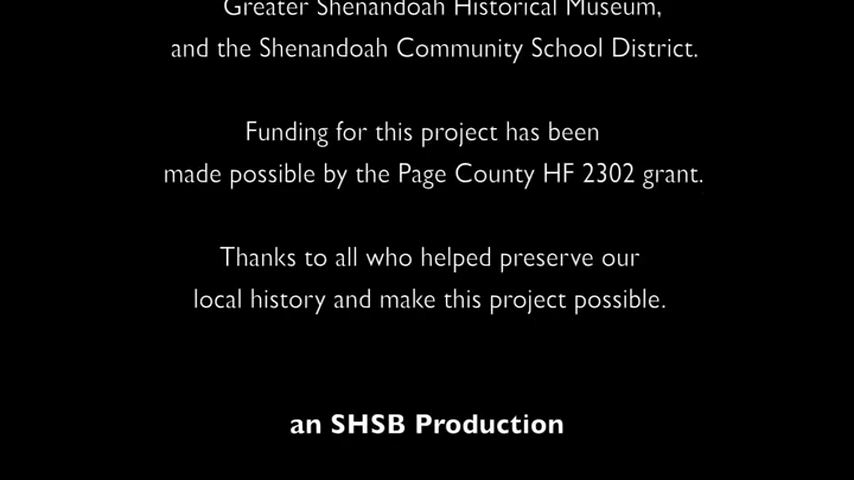 Greater Shenandoah Historical Museum,
and the Shenandoah Community School District.
Funding for this project has been
made possible by the Page County HF 2302 grant.
Thanks to all who helped preserve our
local history and make this project possible.
an SHSB Production